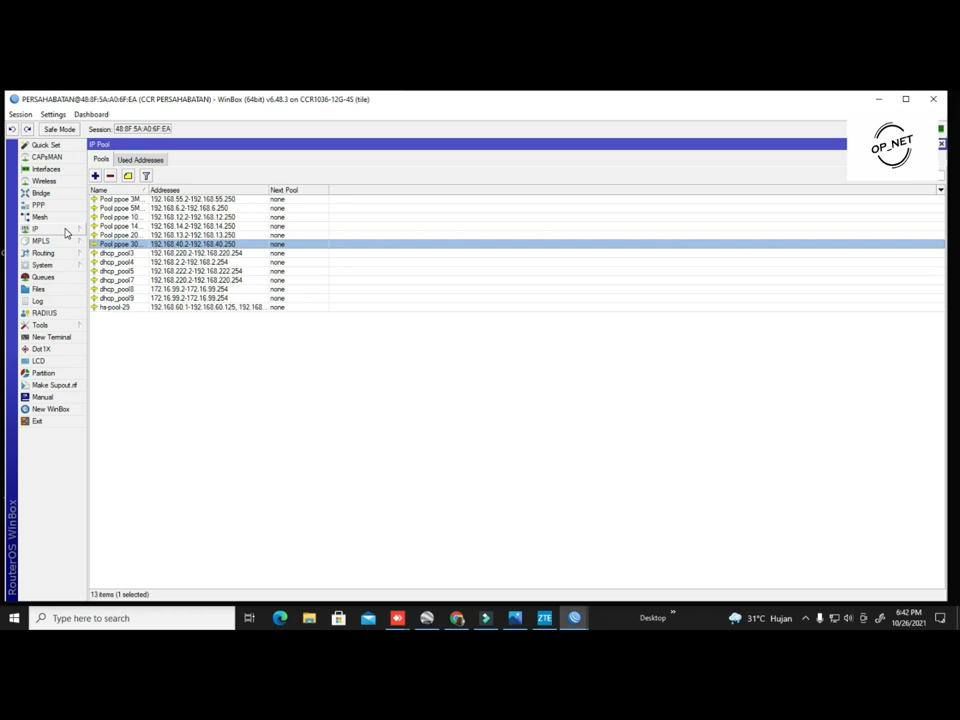 PERSAHABATAN@48:8F:5A:A0:6F:EA (CCR PERSAHABATAN) - WinBox (64bit) v6.48.3 on CCR1036-12G-4S (tile)
Session Settings Dashboard
Safe Mode Session: 48:8F:5A:A0:6F:EA
OP_NET
Quick Set
CAPsMAN
Interfaces
Wireless
Bridge
PPP
Mesh
IP
MPLS
Routing
System
Queues
Files
Log
RADIUS
Tools
New Terminal
Dot1X
LCD
Partition
Make Supout.rif
Manual
New WinBox
Exit
RouterOS WinBox
IP Pool
Pools Used Addresses
Name Addresses Next Pool
Pool ppoe 3M... 192.168.55.2-192.168.55.250 none
Pool ppoe 5M... 192.168.6.2-192.168.6.250 none
Pool ppoe 10... 192.168.12.2-192.168.12.250 none
Pool ppoe 14... 192.168.14.2-192.168.14.250 none
Pool ppoe 20... 192.168.13.2-192.168.13.250 none
Pool ppoe 30... 192.168.40.2-192.168.40.250 none
dhcp_pool3 192.168.220.2-192.168.220.254 none
dhcp_pool4 192.168.2.2-192.168.2.254 none
dhcp_pool5 192.168.222.2-192.168.222.254 none
dhcp_pool7 192.168.220.2-192.168.220.254 none
dhcp_pool8 172.16.99.2-172.16.99.254 none
dhcp_pool9 172.16.99.2-172.16.99.254 none
hs-pool-29 192.168.60.1-192.168.60.125, 192.168... none
13 items (1 selected)
Type here to search
ZTE
Desktop
31°C Hujan
6:42 PM
10/26/2021